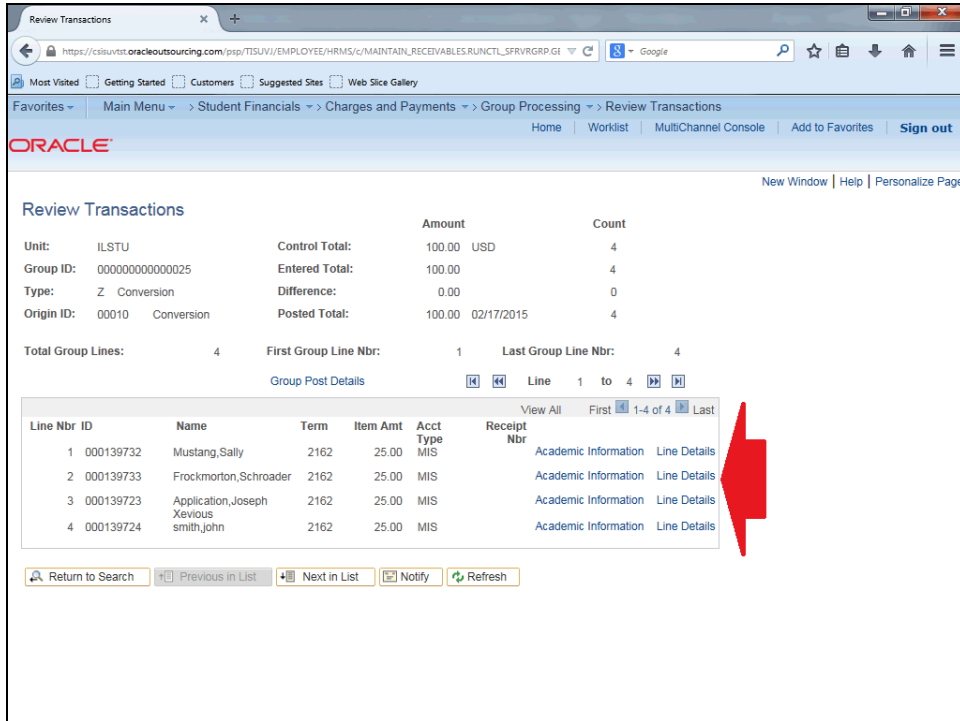 Review Transactions × +
https://csisuvtst.oracleoutsourcing.com/psp/TISUVJ/EMPLOYEE/HRMS/c/MAINTAIN_RECEIVABLES.RUNCTL_SFRVRGRP.GE Google
Most Visited Getting Started Customers Suggested Sites Web Slice Gallery
Favorites Main Menu > Student Financials > Charges and Payments > Group Processing > Review Transactions
Home Worklist MultiChannel Console Add to Favorites Sign out
ORACLE
New Window | Help | Personalize Page
Review Transactions
Amount Count
Unit: ILSTU Control Total: 100.00 USD 4
Group ID: 000000000000025 Entered Total: 100.00 4
Type: Z Conversion Difference: 0.00 0
Origin ID: 00010 Conversion Posted Total: 100.00 02/17/2015 4
Total Group Lines: 4 First Group Line Nbr: 1 Last Group Line Nbr: 4
Group Post Details Line 1 to 4
View All First 1-4 of 4 Last
Line Nbr ID Name Term Item Amt Acct Type Receipt Nbr
1 000139732 Mustang,Sally 2162 25.00 MIS Academic Information Line Details
2 000139733 Frockmorton,Schroader 2162 25.00 MIS Academic Information Line Details
3 000139723 Application,Joseph Xevious 2162 25.00 MIS Academic Information Line Details
4 000139724 smith,john 2162 25.00 MIS Academic Information Line Details
Return to Search Previous in List Next in List Notify Refresh